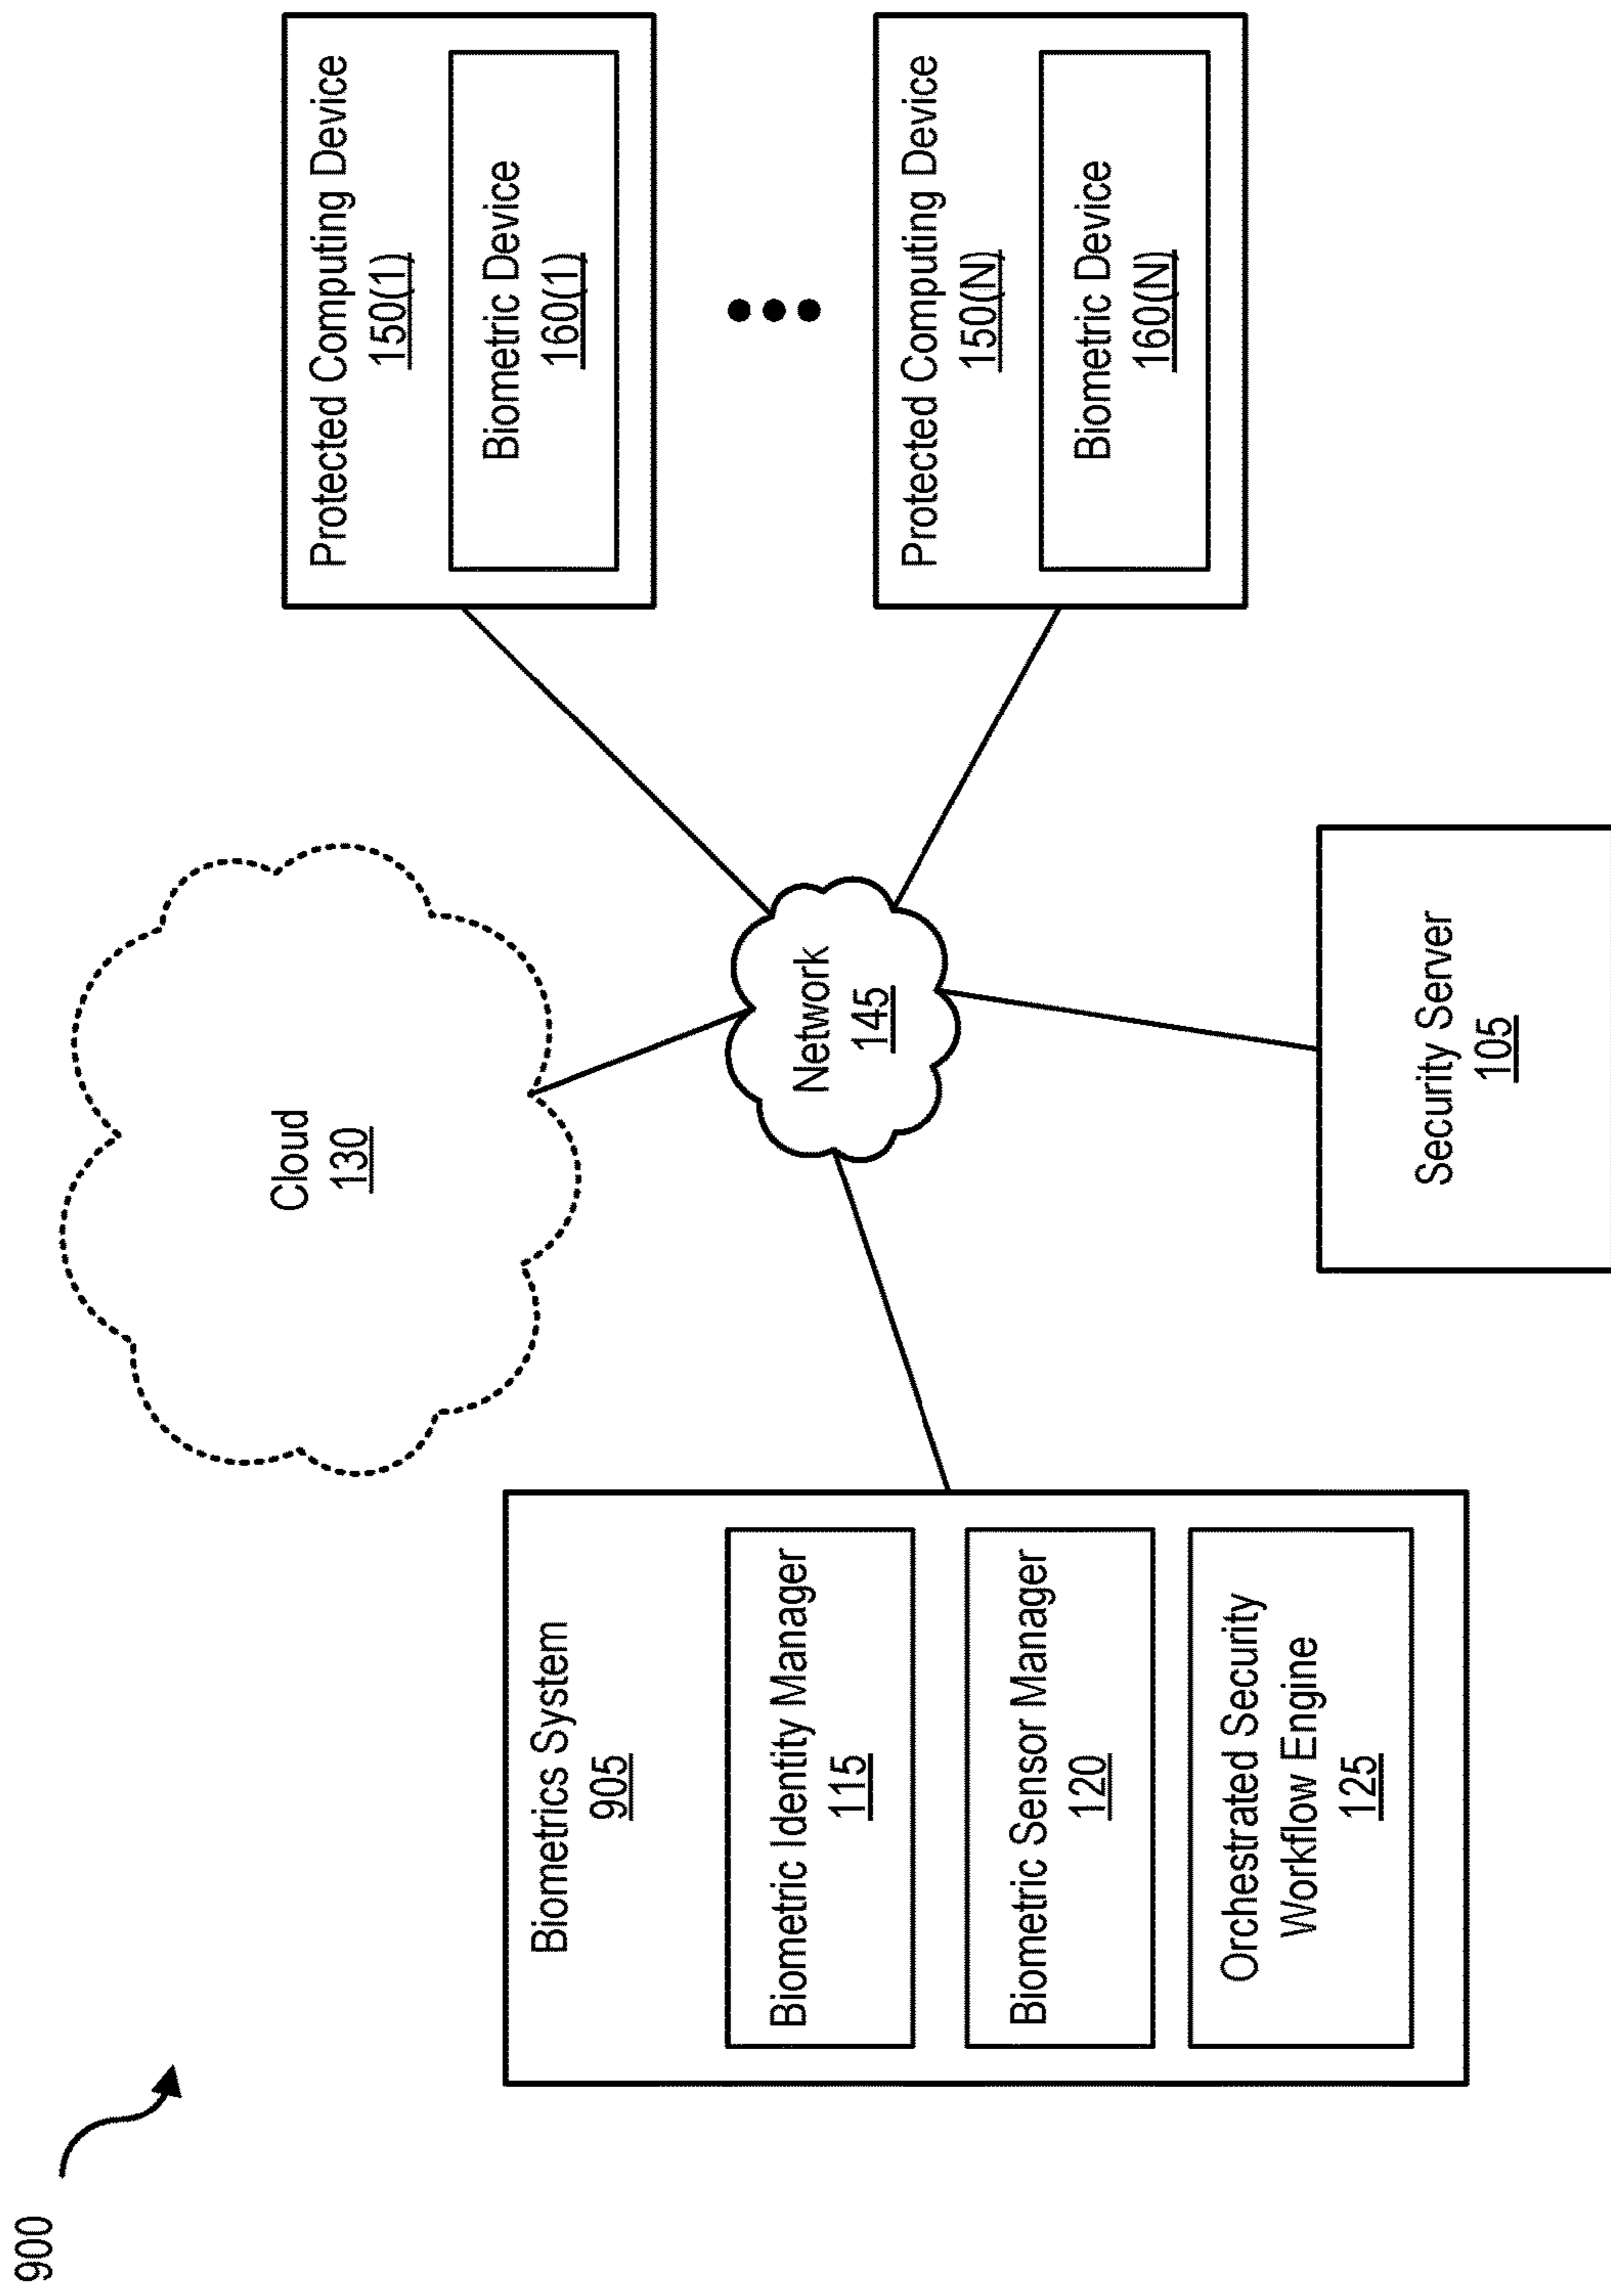 900
Biometrics System
905
Biometric Identity Manager
115
Biometric Sensor Manager
120
Orchestrated Security
Workflow Engine
125
Cloud
130
Network
145
Security Server
105
Protected Computing Device
150(1)
Biometric Device
160(1)
Protected Computing Device
150(N)
Biometric Device
160(N)